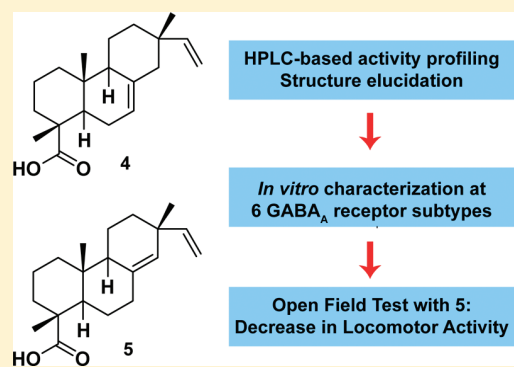 H
H
HO
O
4
H
H
HO
O
5
HPLC-based activity profiling
Structure elucidation
In vitro characterization at
6 GABAA receptor subtypes
Open Field Test with 5:
Decrease in Locomotor Activity